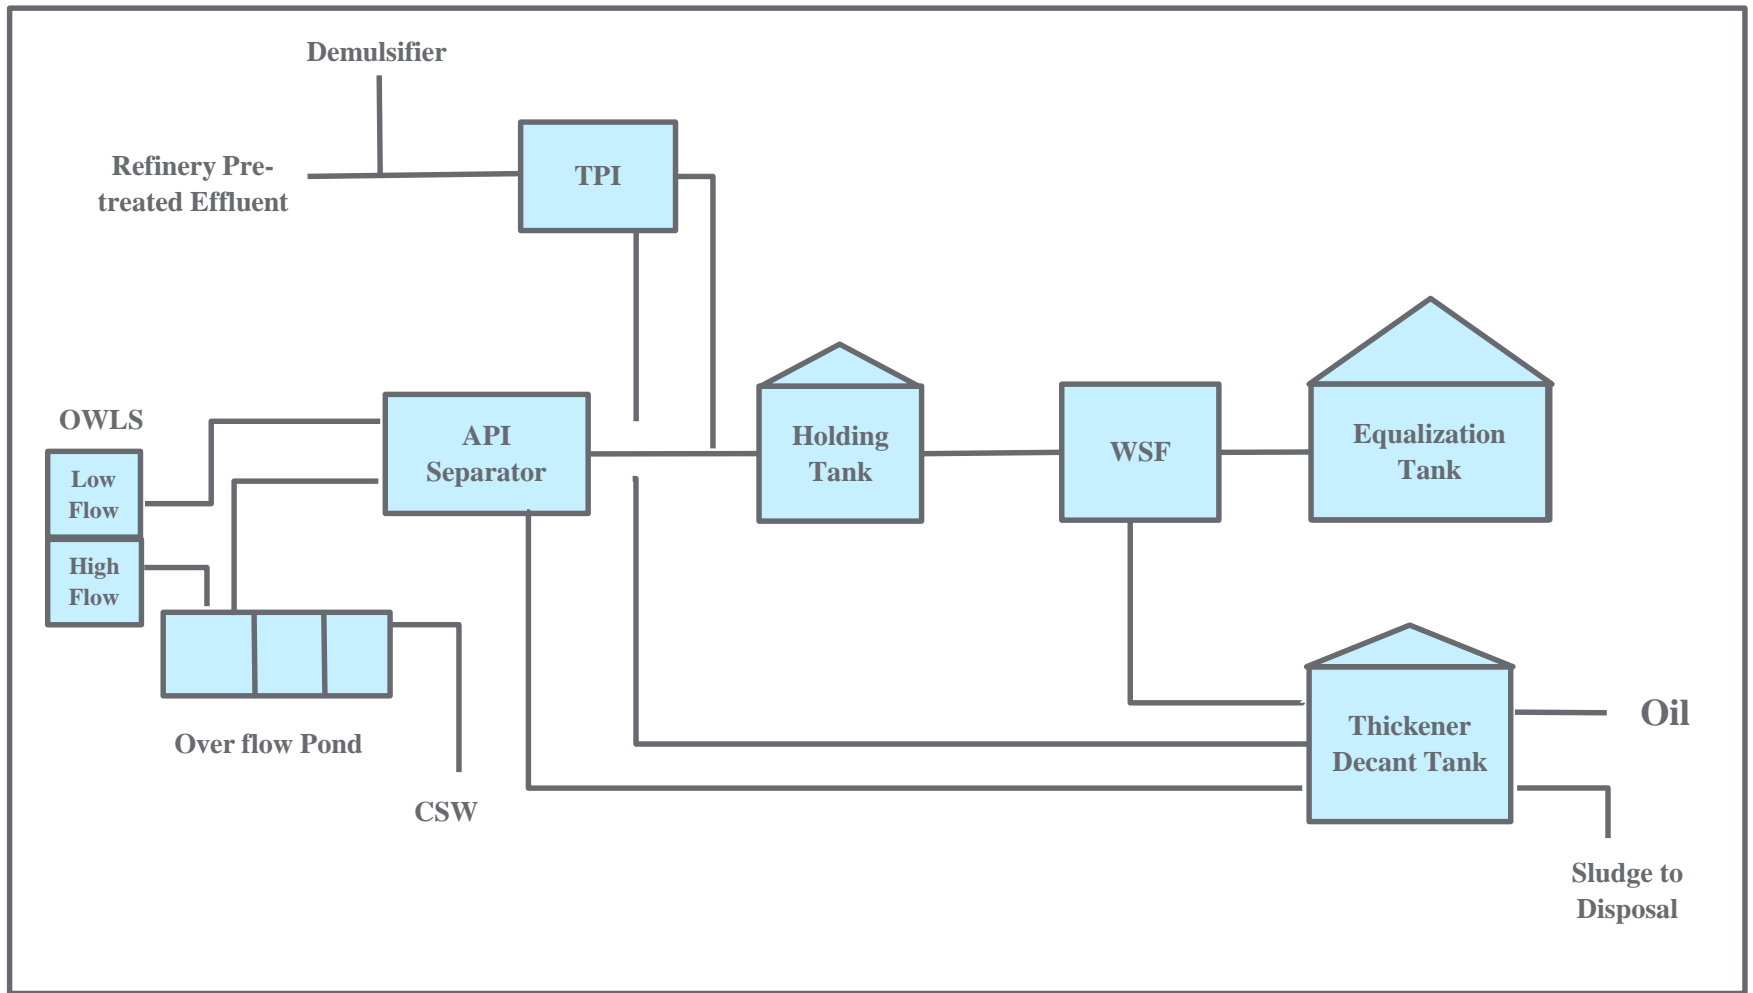 Demulsifier
Refinery Pre-
treated Effluent
TPI
OWLS
Low
Flow
High
Flow
API
Separator
Holding
Tank
WSF
Equalization
Tank
Over flow Pond
CSW
Thickener
Decant Tank
Oil
Sludge to
Disposal